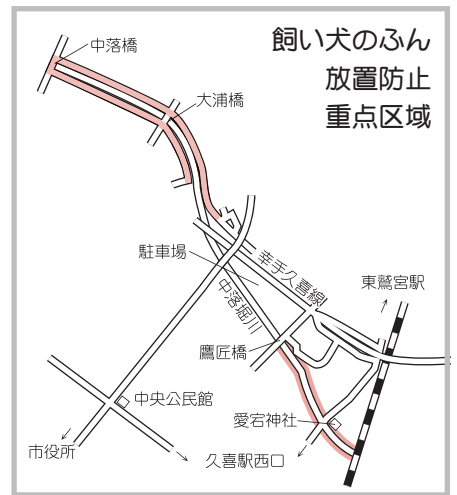 飼い犬のふん
放置防止
重点区域
中落橋
大浦橋
駐車場
幸手久喜線
東鷲宮駅
中落堀川
鷹匠橋
中央公民館
愛宕神社
市役所
久喜駅西口